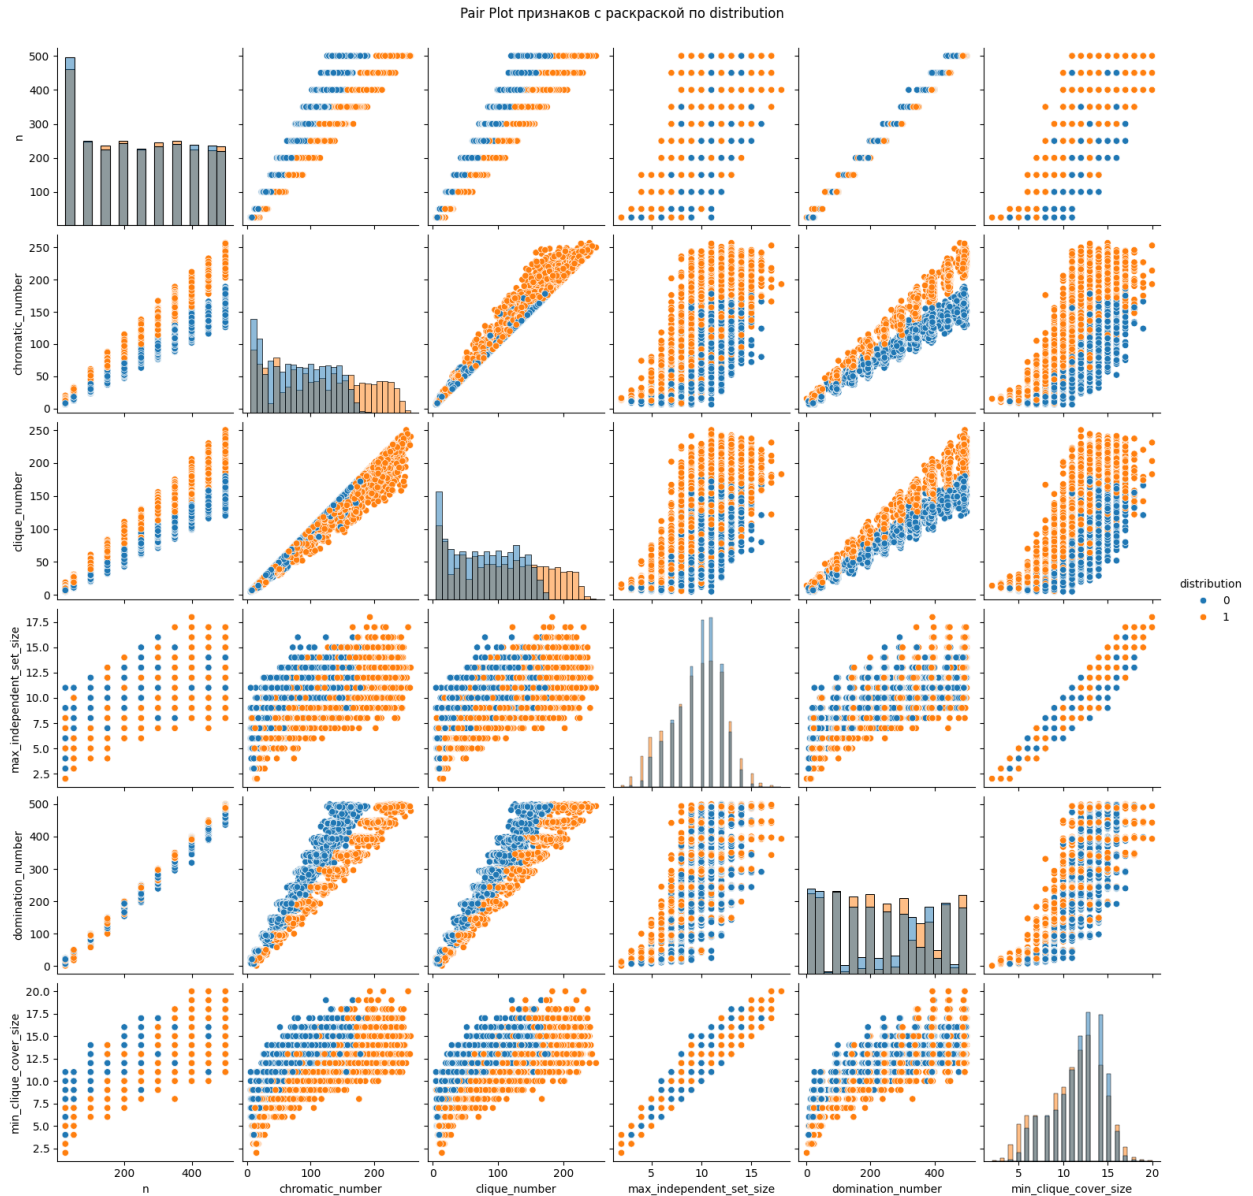 Pair Plot признаков с раскраской по distribution
500
400
300
200
100
n
250
200
150
100
50
0
chromatic_number
250
200
150
100
50
0
clique_number
17.5
15.0
12.5
10.0
7.5
5.0
2.5
max_independent_set_size
500
400
300
200
100
0
domination_number
20.0
17.5
15.0
12.5
10.0
7.5
5.0
2.5
min_clique_cover_size
200 400
n
0 100 200
chromatic_number
0 100 200
clique_number
5 10 15
max_independent_set_size
0 200 400
domination_number
5 10 15 20
min_clique_cover_size
distribution
0
1